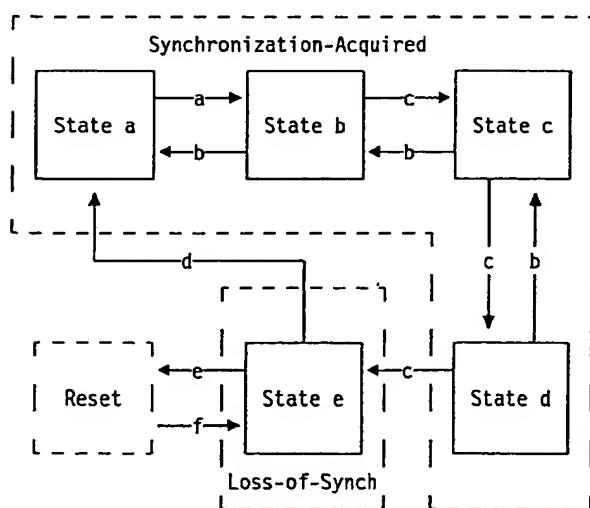 Synchronization-Acquired
a
c
State a
State b
State c
b
b
d
c
b
e
c
Reset
State e
State d
f
Loss-of-Synch